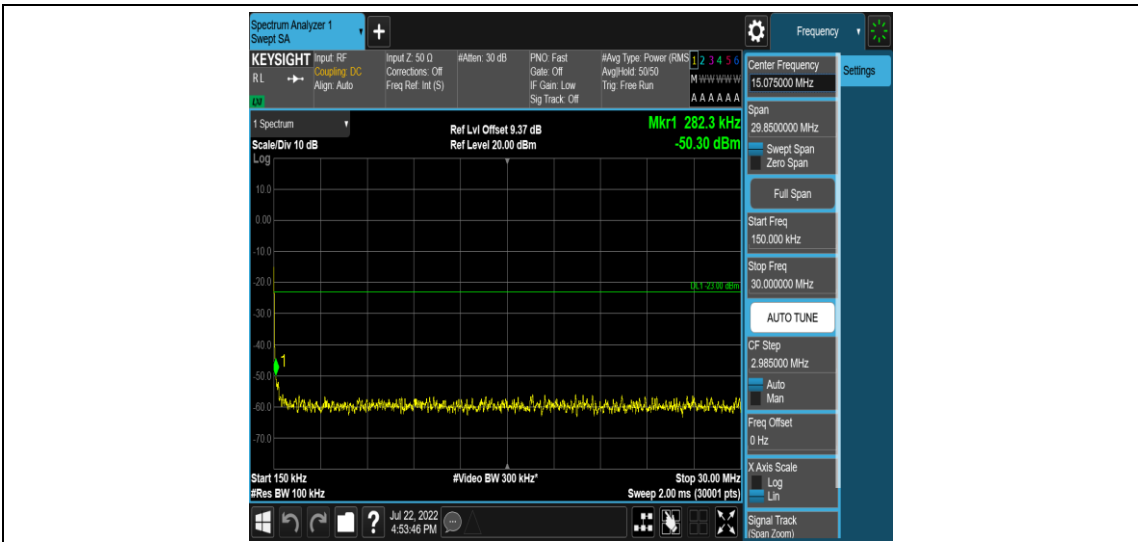 Spectrum Analyzer 1
Swept SA
+
Frequency
KEYSIGHT
RL
LNI
Input: RF
Coupling: DC
Align: Auto
Input Z: 50 Ω
Corrections: Off
Freq Ref: Int (S)
#Atten: 30 dB
PNO: Fast
Gate: Off
IF Gain: Low
Sig Track: Off
#Avg Type: Power (RMS
Avg|Hold: 50/50
Trig: Free Run
1 2 3 4 5 6
M W W W W W
A A A A A A
Center Frequency
15.075000 MHz
Settings
1 Spectrum
Scale/Div 10 dB
Ref Lvl Offset 9.37 dB
Ref Level 20.00 dBm
Mkr1 282.3 kHz
-50.30 dBm
Log
10.0
0.00
-10.0
-20.0
-30.0
-40.0
-50.0
-60.0
-70.0
DL1 -23.00 dBm
1
Start 150 kHz
#Res BW 100 kHz
#Video BW 300 kHz*
Stop 30.00 MHz
Sweep 2.00 ms (30001 pts)
Span
29.8500000 MHz
Swept Span
Zero Span
Full Span
Start Freq
150.000 kHz
Stop Freq
30.000000 MHz
AUTO TUNE
CF Step
2.985000 MHz
Auto
Man
Freq Offset
0 Hz
X Axis Scale
Log
Lin
Signal Track
(Span Zoom)
?
Jul 22, 2022
4:53:46 PM